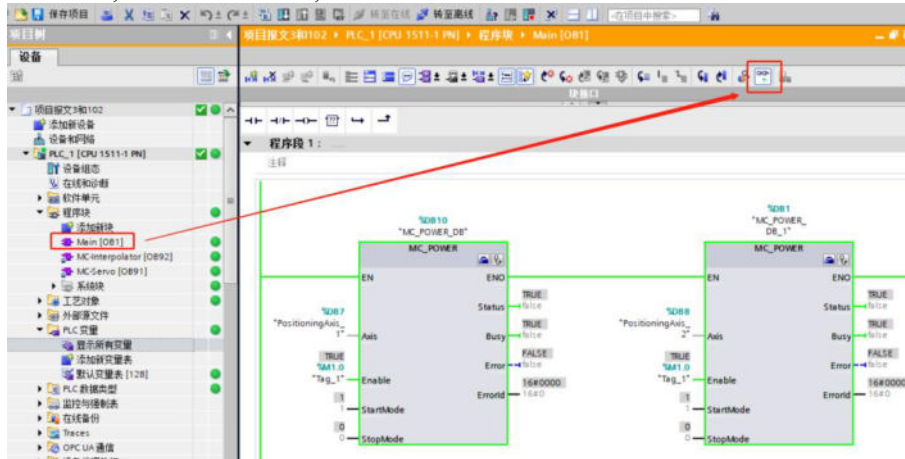 保存项目
转至在线
转至离线
<在项目中搜索>
项目树
项目报文3和102 ▸ PLC_1 [CPU 1511-1 PN] ▸ 程序块 ▸ Main [OB1]
设备
块接口
项目报文3和102
添加新设备
设备和网络
PLC_1 [CPU 1511-1 PN]
设备组态
在线和诊断
软件单元
程序块
添加新块
Main [OB1]
MC-Interpolator [OB92]
MC-Servo [OB91]
系统块
工艺对象
外部源文件
PLC 变量
显示所有变量
添加新变量表
默认变量表 [128]
PLC 数据类型
监控与强制表
在线备份
Traces
OPC UA 通信
程序段 1:
注释
%DB10
"MC_POWER_DB"
MC_POWER
EN
ENO
%DB7
"PositioningAxis_
1"
Axis
TRUE
%M1.0
"Tag_1"
Enable
1
1
StartMode
0
0
StopMode
TRUE
Status
false
TRUE
Busy
false
FALSE
Error
false
16#0000
ErrorId
16#0
%DB1
"MC_POWER_
DB_1"
MC_POWER
EN
ENO
%DB8
"PositioningAxis_
2"
Axis
TRUE
%M1.0
"Tag_1"
Enable
1
1
StartMode
0
0
StopMode
TRUE
Status
false
TRUE
Busy
false
FALSE
Error
false
16#0000
ErrorId
16#0